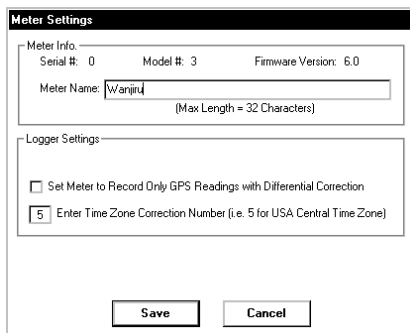 Meter Settings
Meter Info.
Serial #: 0 Model #: 3 Firmware Version: 6.0
Meter Name: Wanjiru
(Max Length = 32 Characters)
Logger Settings
Set Meter to Record Only GPS Readings with Differential Correction
5 Enter Time Zone Correction Number (i.e. 5 for USA Central Time Zone)
Save Cancel